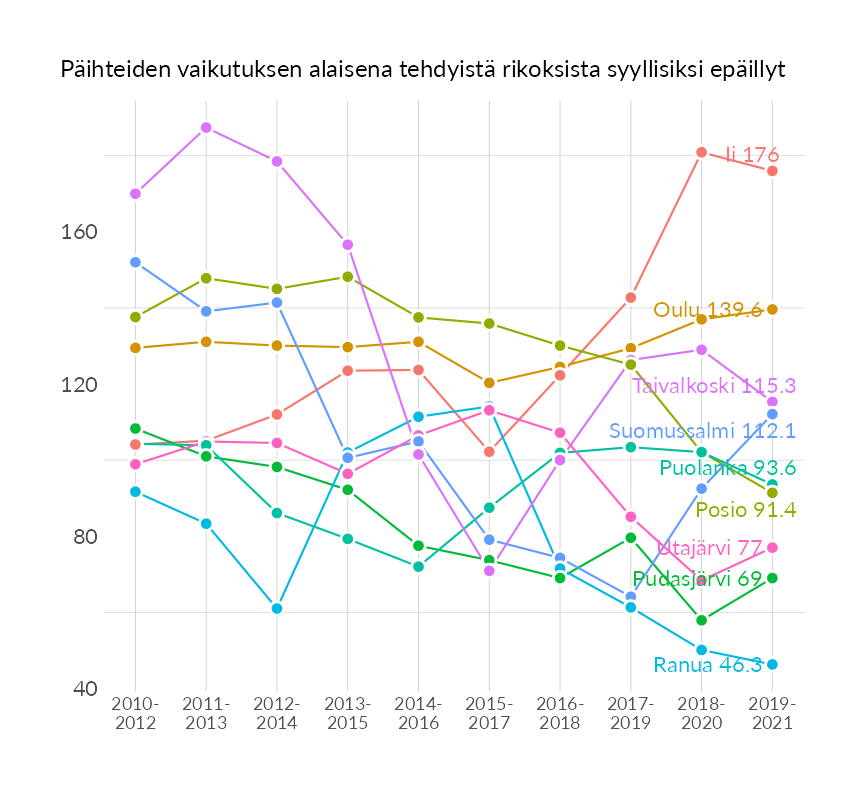 Päihteiden vaikutuksen alaisena tehdyistä rikoksista syyllisiksi epäillyt
Ii 176
160
Oulu 139.6
120
Taivalkoski 115.3
Suomussalmi 112.1
Puolanka 93.6
Posio 91.4
80
Utajärvi 77
Pudasjärvi 69
Ranua 46.3
40
2010-
2012
2011-
2013
2012-
2014
2013-
2015
2014-
2016
2015-
2017
2016-
2018
2017-
2019
2018-
2020
2019-
2021